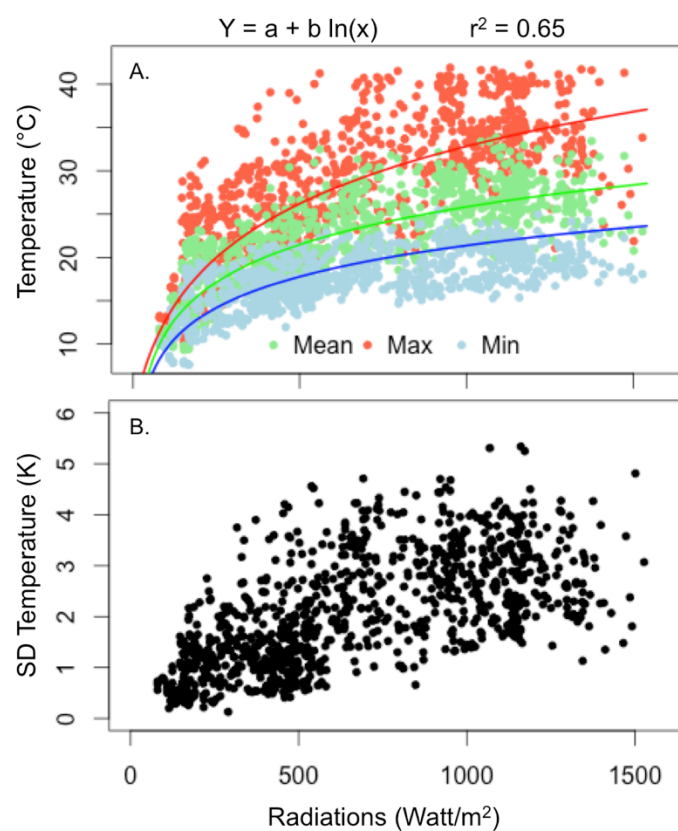 Y = a + b ln(x) r² = 0.65
A.
Temperature (°C)
40
30
20
10
Mean Max Min
B.
SD Temperature (K)
6
5
4
3
2
1
0
0 500 1000 1500
Radiations (Watt/m²)